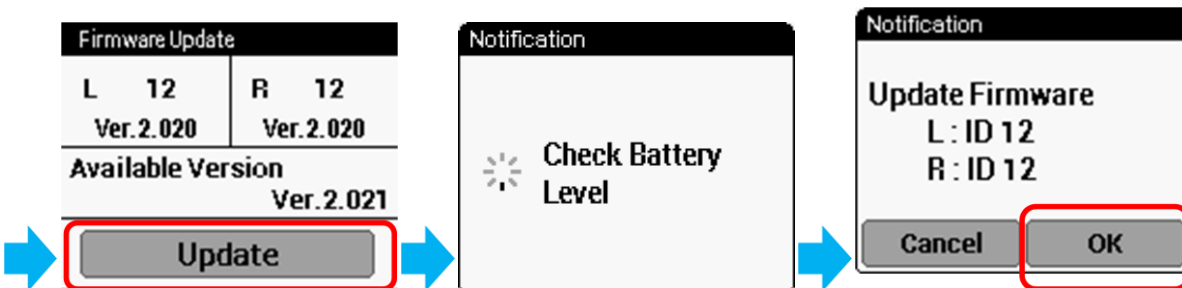 Firmware Update
L 12 R 12
Ver.2.020 Ver.2.020
Available Version
Ver.2.021
Update
Notification
Check Battery
Level
Notification
Update Firmware
L : ID 12
R : ID 12
Cancel OK